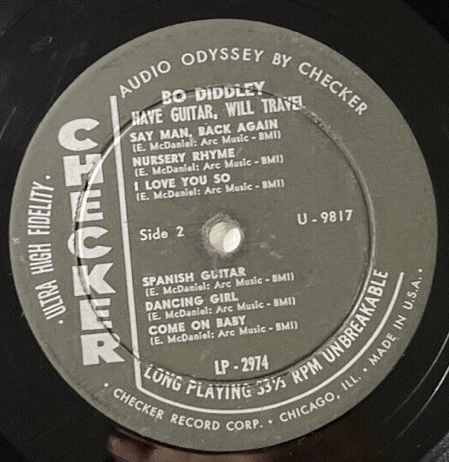 AUDIO ODYSSEY BY CHECKER
BO DIDDLEY
HAVE GUITAR, WILL TRAVEL
SAY MAN, BACK AGAIN
(E. McDaniel: Arc Music - BMI)
NURSERY RHYME
(E. McDaniel: Arc Music - BMI)
I LOVE YOU SO
(E. McDaniel: Arc Music - BMI)
Side 2
U - 9817
SPANISH GUITAR
(E. McDaniel: Arc Music - BMI)
DANCING GIRL
(E. McDaniel: Arc Music - BMI)
COME ON BABY
(E. McDaniel: Arc Music - BMI)
LP - 2974
LONG PLAYING 33⅓ RPM UNBREAKABLE
· CHECKER RECORD CORP. · CHICAGO, ILL. · MADE IN U.S.A. ·
CHECKER
· ULTRA HIGH FIDELITY ·